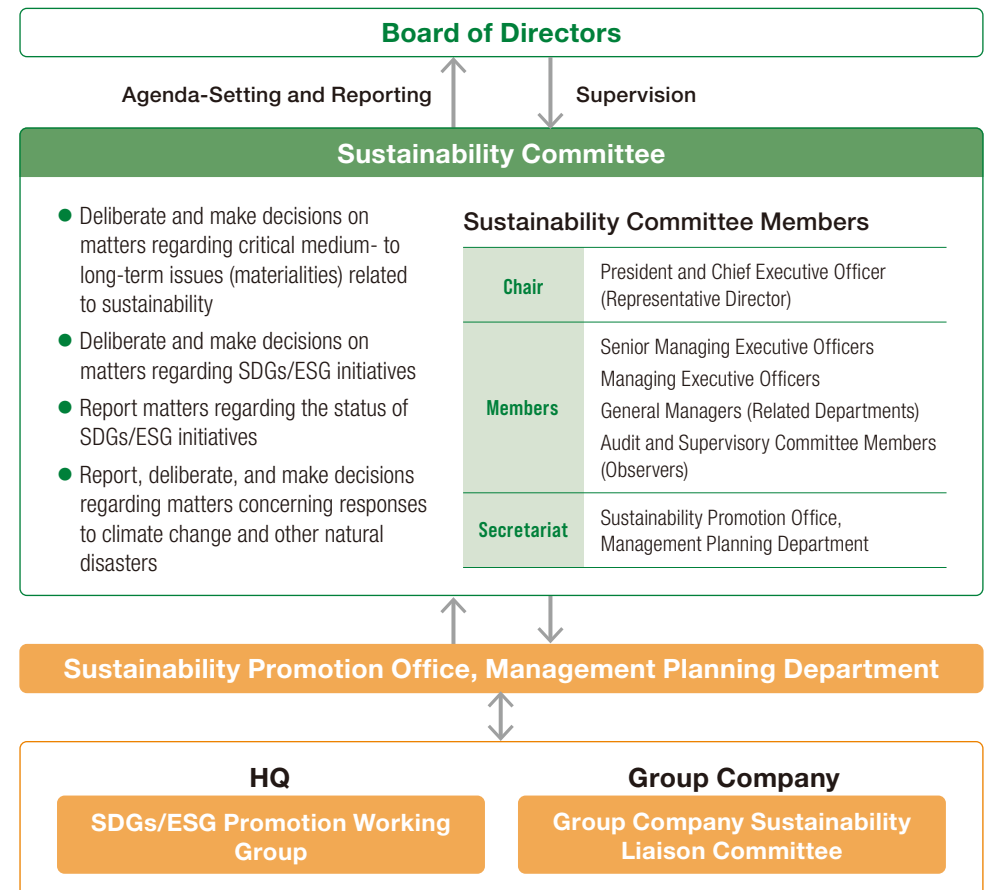 Board of Directors
Agenda-Setting and Reporting
Supervision
Sustainability Committee
● Deliberate and make decisions on
matters regarding critical medium- to
long-term issues (materialities) related
to sustainability
● Deliberate and make decisions on
matters regarding SDGs/ESG initiatives
● Report matters regarding the status of
SDGs/ESG initiatives
● Report, deliberate, and make decisions
regarding matters concerning responses
to climate change and other natural
disasters
Sustainability Committee Members
Chair
President and Chief Executive Officer
(Representative Director)
Members
Senior Managing Executive Officers
Managing Executive Officers
General Managers (Related Departments)
Audit and Supervisory Committee Members
(Observers)
Secretariat
Sustainability Promotion Office,
Management Planning Department
Sustainability Promotion Office, Management Planning Department
HQ
SDGs/ESG Promotion Working
Group
Group Company
Group Company Sustainability
Liaison Committee